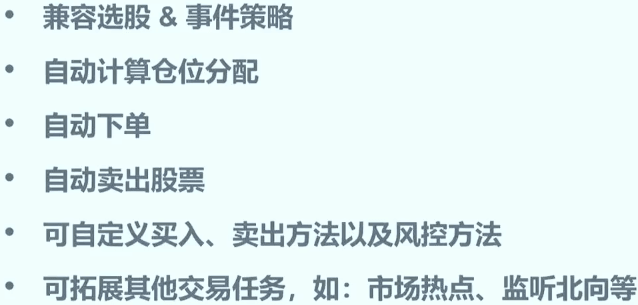 • 兼容选股 & 事件策略
• 自动计算仓位分配
• 自动下单
• 自动卖出股票
• 可自定义买入、卖出方法以及风控方法
• 可拓展其他交易任务，如：市场热点、监听北向等